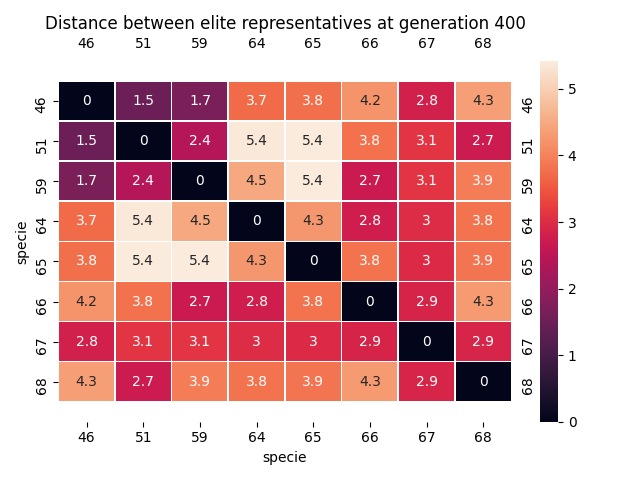 Distance between elite representatives at generation 400
46 51 59 64 65 66 67 68
46 0 1.5 1.7 3.7 3.8 4.2 2.8 4.3 46
51 1.5 0 2.4 5.4 5.4 3.8 3.1 2.7 51
59 1.7 2.4 0 4.5 5.4 2.7 3.1 3.9 59
64 3.7 5.4 4.5 0 4.3 2.8 3 3.8 64
65 3.8 5.4 5.4 4.3 0 3.8 3 3.9 65
66 4.2 3.8 2.7 2.8 3.8 0 2.9 4.3 66
67 2.8 3.1 3.1 3 3 2.9 0 2.9 67
68 4.3 2.7 3.9 3.8 3.9 4.3 2.9 0 68
46 51 59 64 65 66 67 68
specie
specie
5
4
3
2
1
0